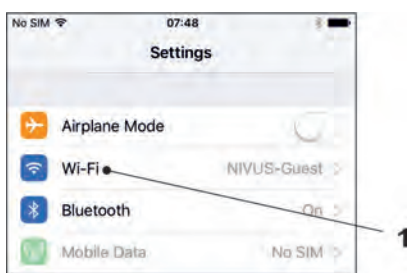 No SIM 07:48
Settings
Airplane Mode
Wi-Fi NIVUS-Guest
Bluetooth On
1
Mobile Data No SIM